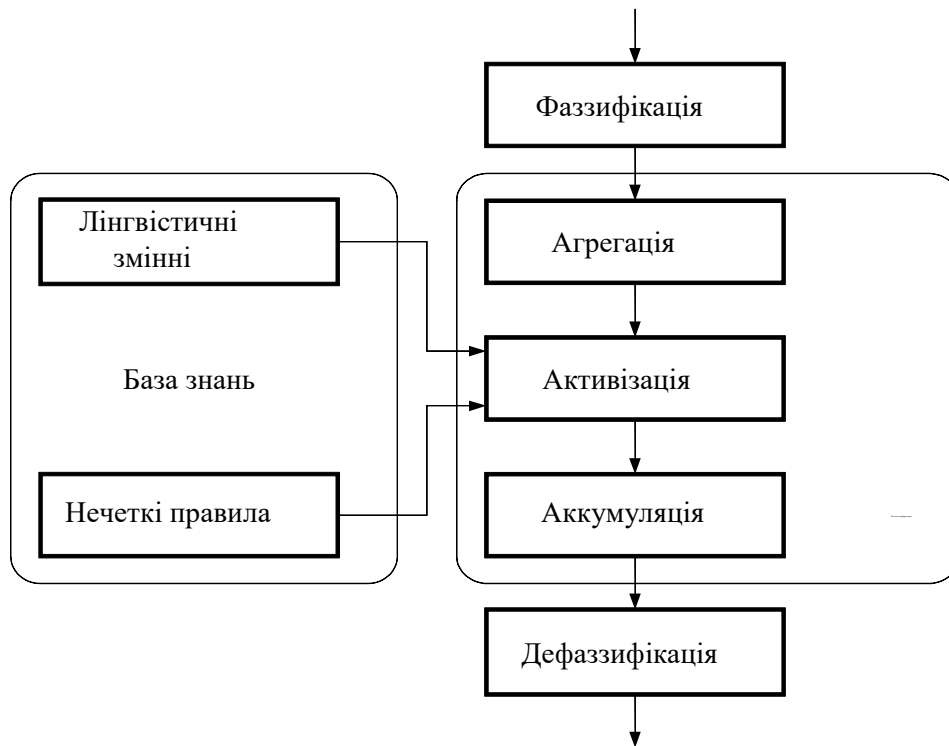 Фаззифікація
Лінгвістичні
змінні
Агрегація
База знань
Активізація
Нечеткі правила
Аккумуляція
Дефаззифікація